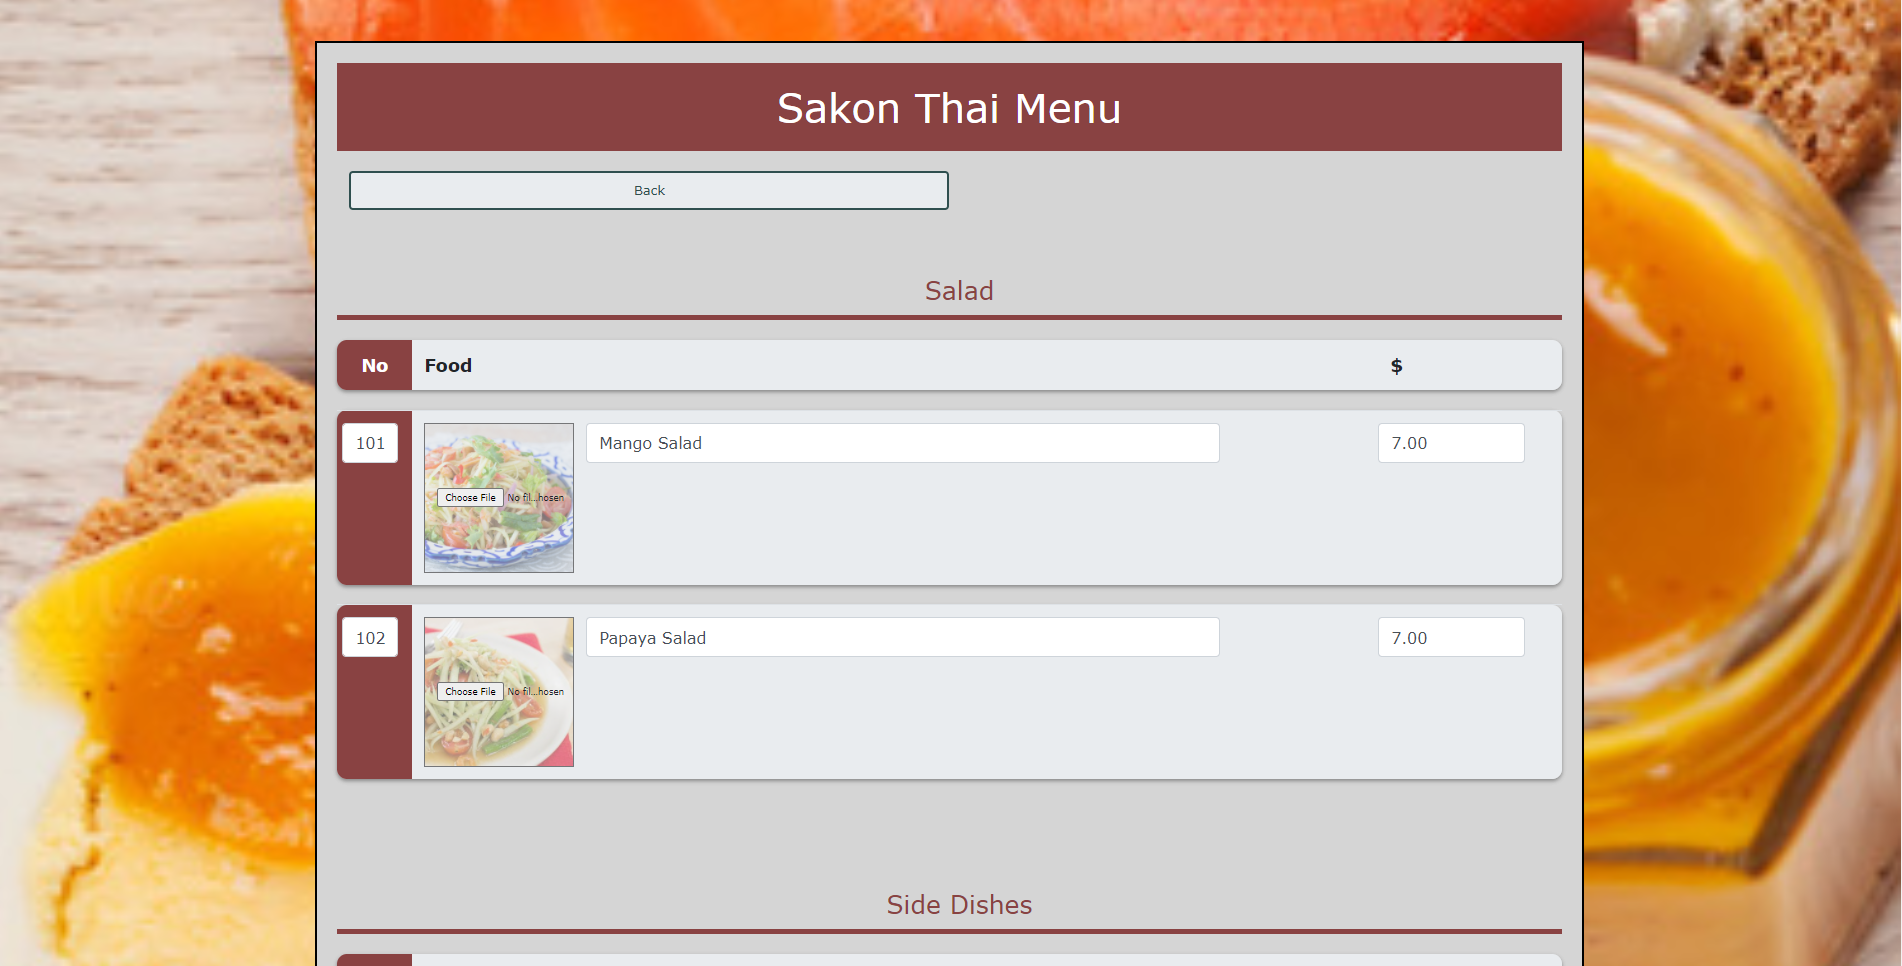 Sakon Thai Menu
Back
Salad
No Food $
101 Mango Salad 7.00
Choose File No fil...hosen
102 Papaya Salad 7.00
Choose File No fil...hosen
Side Dishes